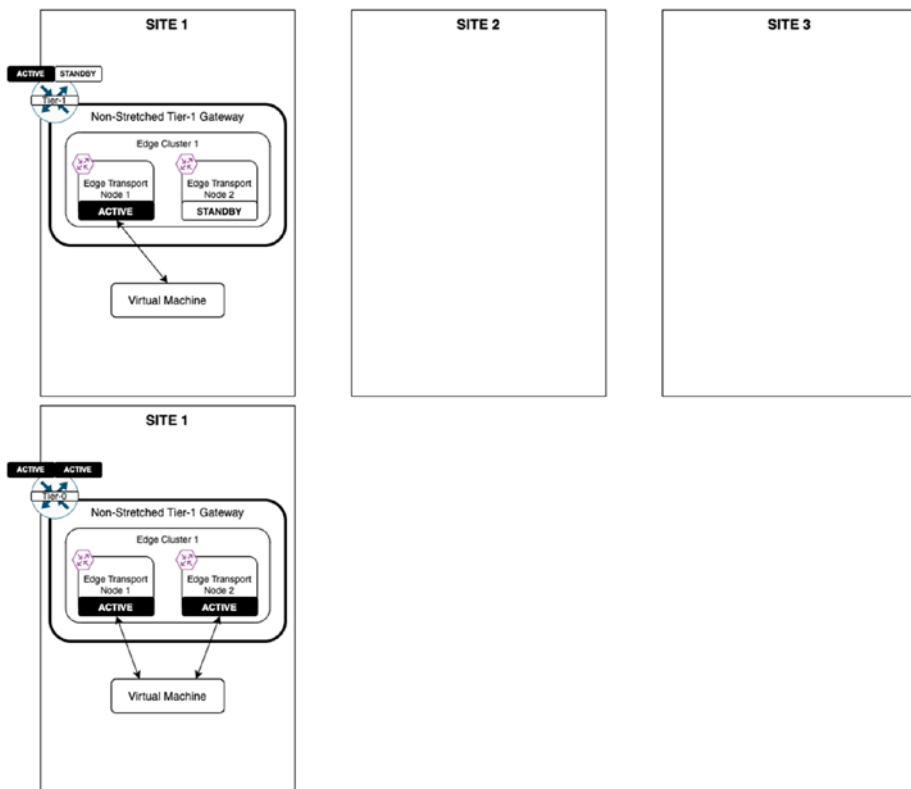 SITE 1
SITE 2
SITE 3
ACTIVE STANDBY
Tier-1
Non-Stretched Tier-1 Gateway
Edge Cluster 1
Edge Transport
Node 1
ACTIVE
Edge Transport
Node 2
STANDBY
Virtual Machine
SITE 1
ACTIVE ACTIVE
Tier-0
Non-Stretched Tier-1 Gateway
Edge Cluster 1
Edge Transport
Node 1
ACTIVE
Edge Transport
Node 2
ACTIVE
Virtual Machine